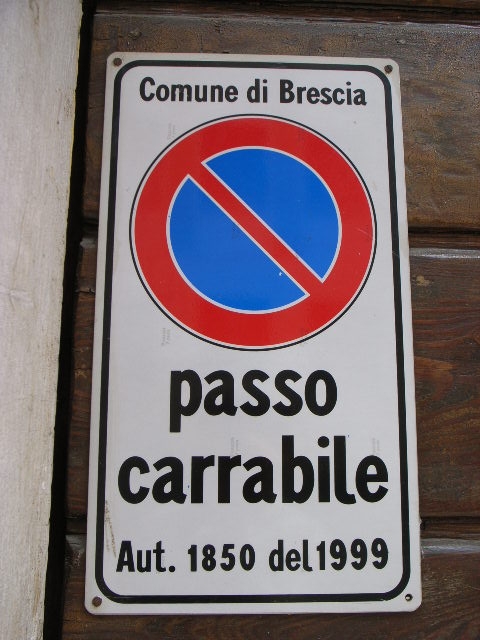 Comune di Brescia
passo
carrabile
Aut. 1850 del 1999